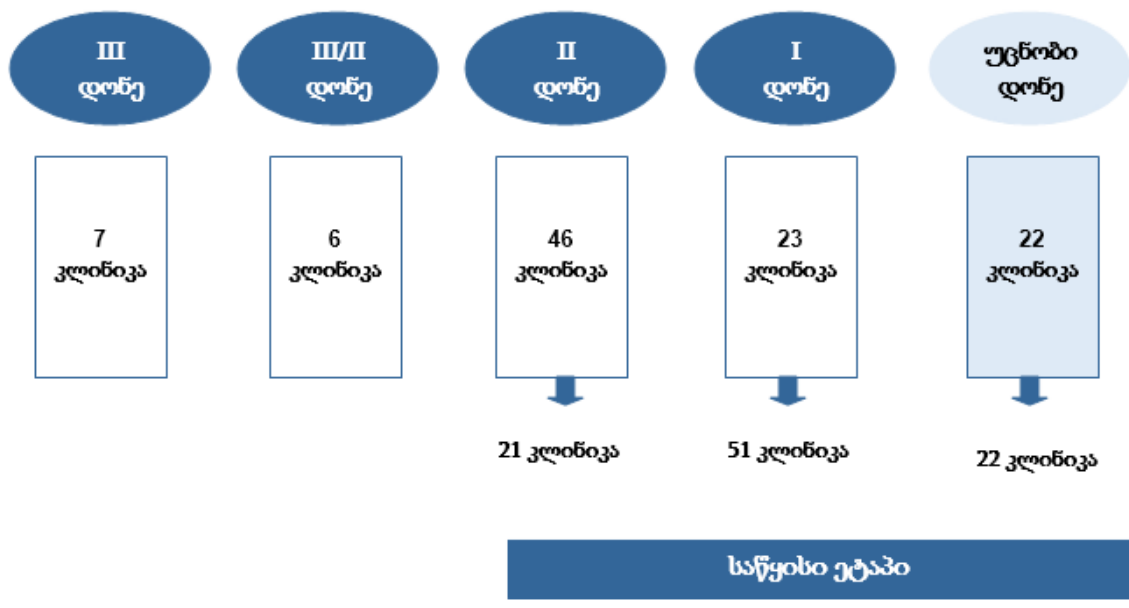 III
დონე
III/II
დონე
II
დონე
I
დონე
უცნობი
დონე
7
კლინიკა
6
კლინიკა
46
კლინიკა
23
კლინიკა
22
კლინიკა
21 კლინიკა
51 კლინიკა
22 კლინიკა
საწყისი ეტაპი